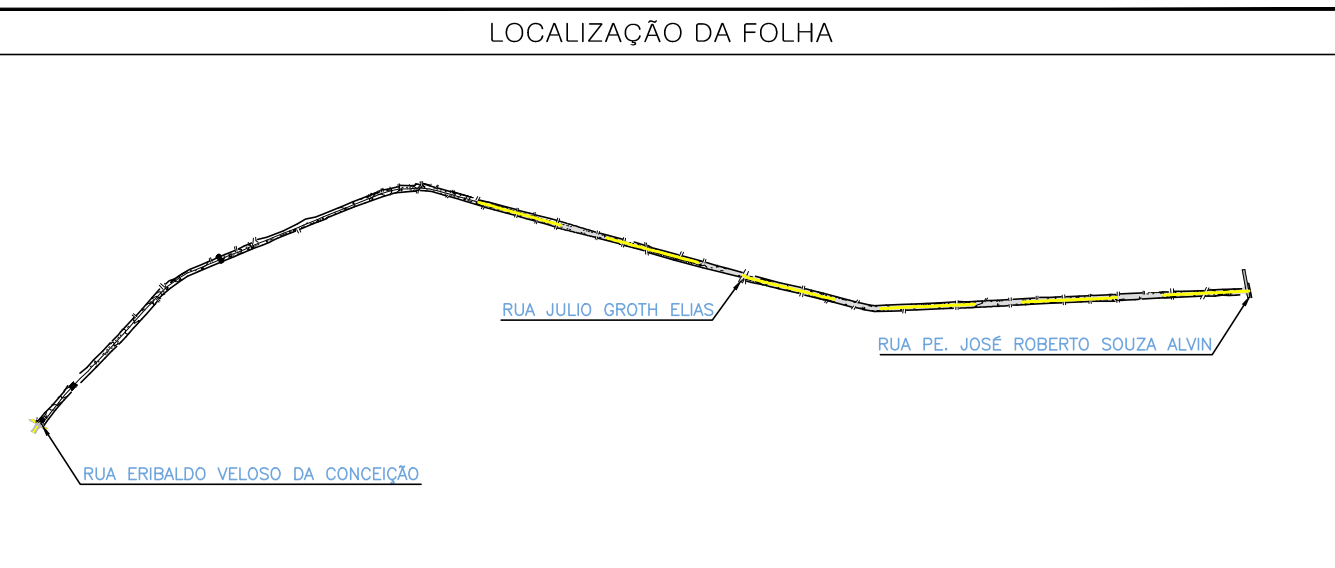 LOCALIZAÇÃO DA FOLHA
RUA JULIO GROTH ELIAS
RUA PE. JOSÉ ROBERTO SOUZA ALVIN
RUA ERIBALDO VELOSO DA CONCEIÇÃO